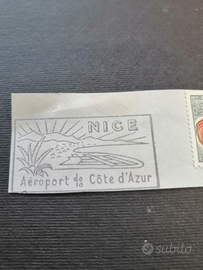 NICE
Aéroport de la Côte d'Azur
subito